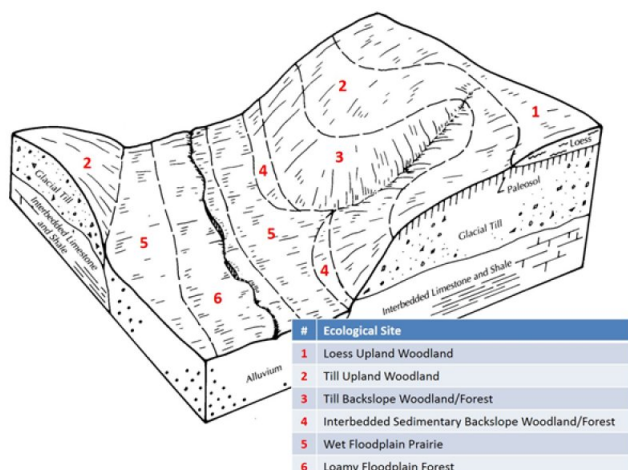 2
1
Loess
2
3
4
Paleosol
Glacial Till
Glacial Till
Interbedded Limestone
and Shale
5
5
4
6
Interbedded Limestone and Shale
Alluvium
# Ecological Site
1 Loess Upland Woodland
2 Till Upland Woodland
3 Till Backslope Woodland/Forest
4 Interbedded Sedimentary Backslope Woodland/Forest
5 Wet Floodplain Prairie
6 Loamy Floodplain Forest